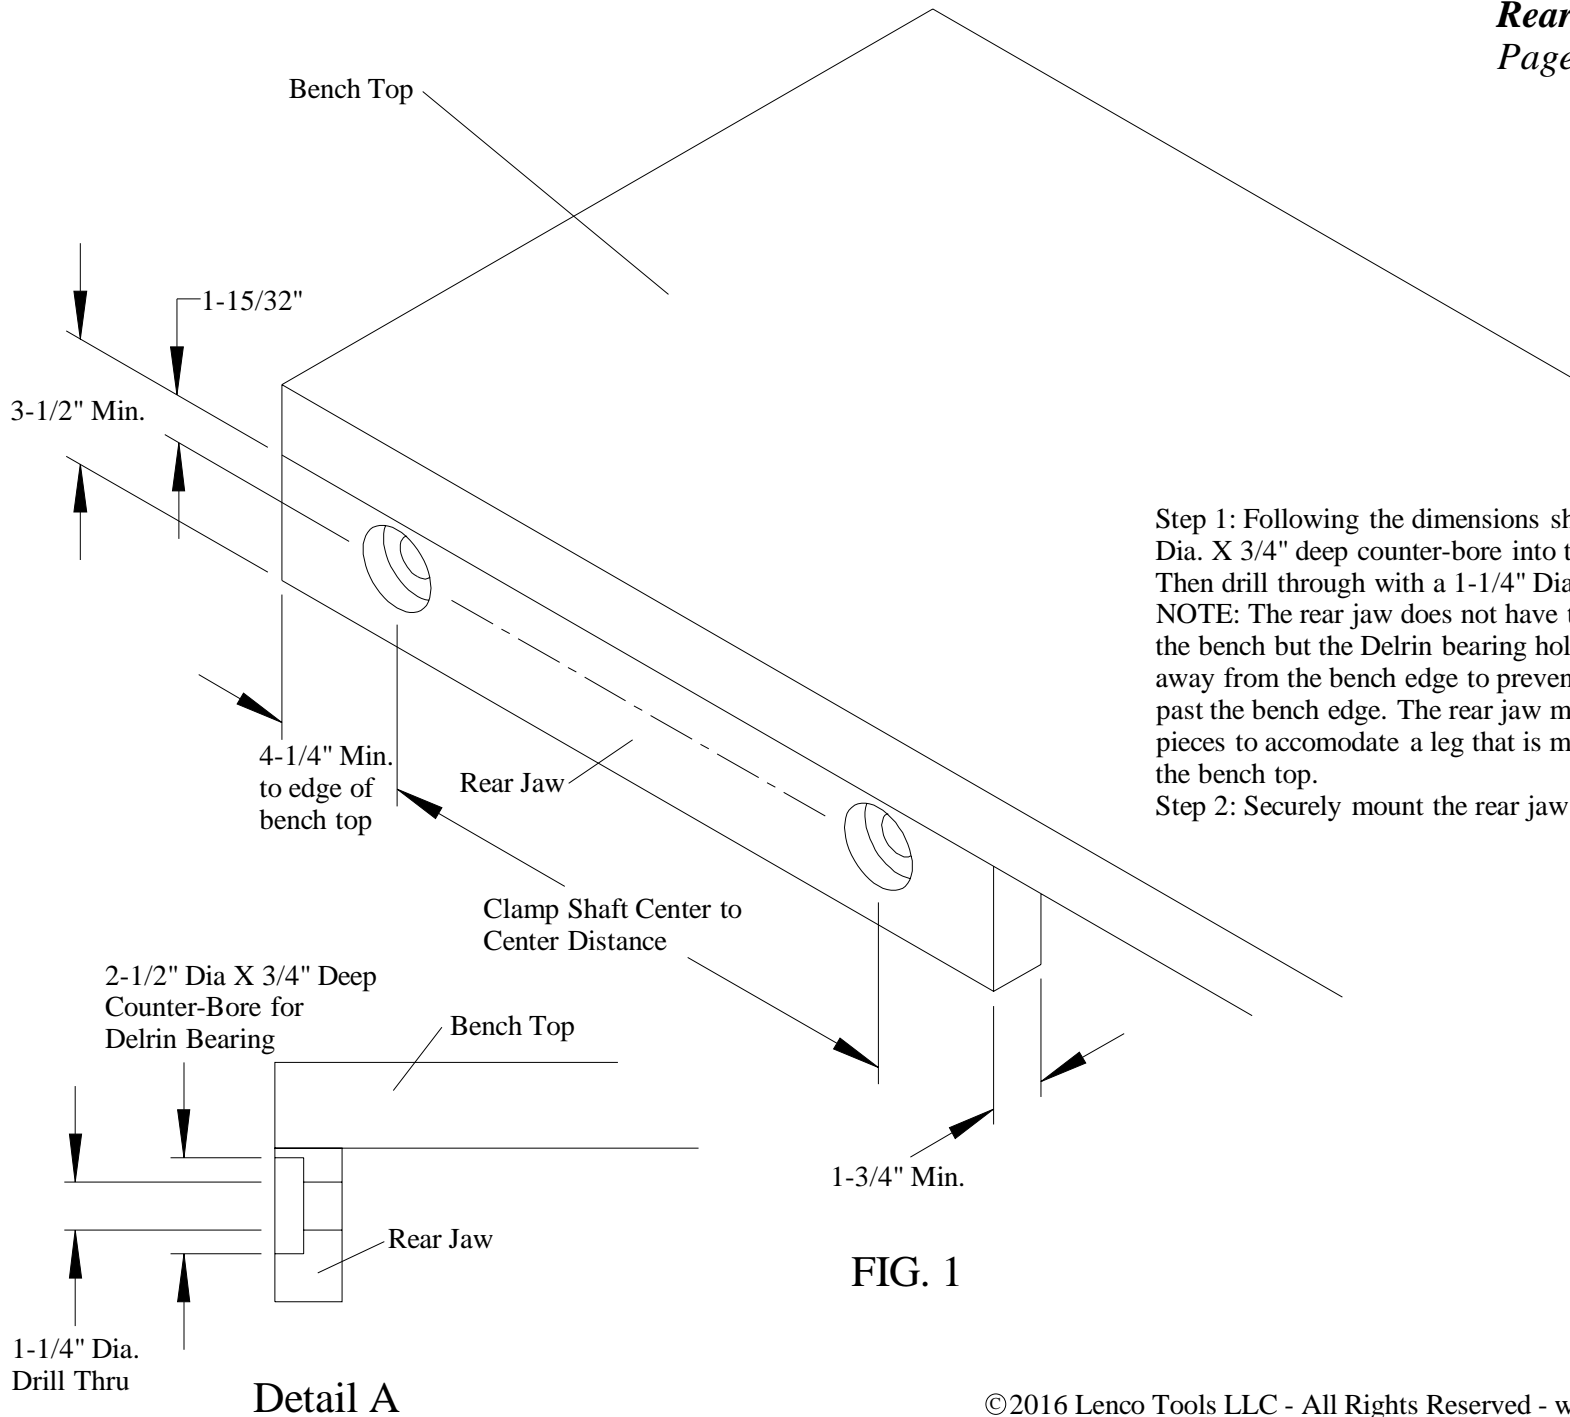 Rear
Page
Bench Top
1-15/32"
3-1/2" Min.
Step 1: Following the dimensions
Dia. X 3/4" deep counter-bore into
Then drill through with a 1-1/4" Dia
NOTE: The rear jaw does not have
the bench but the Delrin bearing
away from the bench edge to
past the bench edge. The rear jaw
pieces to accomodate a leg that is
the bench top.
Step 2: Securely mount the rear jaw
4-1/4" Min.
to edge of
bench top
Rear Jaw
Clamp Shaft Center to
Center Distance
2-1/2" Dia X 3/4" Deep
Counter-Bore for
Delrin Bearing
Bench Top
1-3/4" Min.
Rear Jaw
FIG. 1
1-1/4" Dia.
Drill Thru
Detail A
©2016 Lenco Tools LLC - All Rights Reserved -